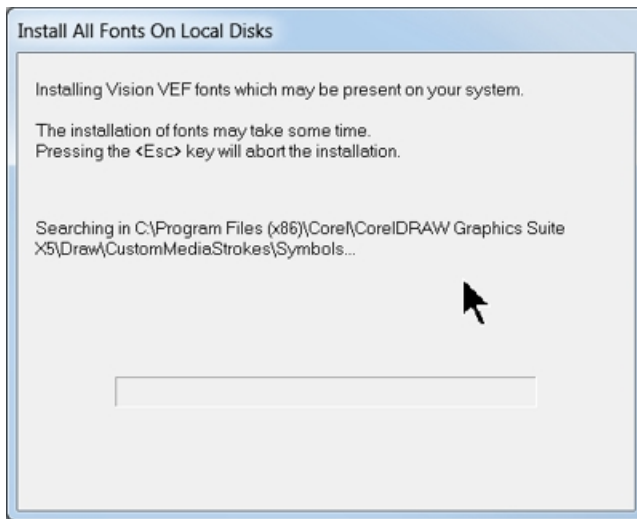 Install All Fonts On Local Disks
Installing Vision VEF fonts which may be present on your system.
The installation of fonts may take some time.
Pressing the <Esc> key will abort the installation.
Searching in C:\Program Files (x86)\Corel\CorelDRAW Graphics Suite
X5\Draw\CustomMediaStrokes\Symbols...